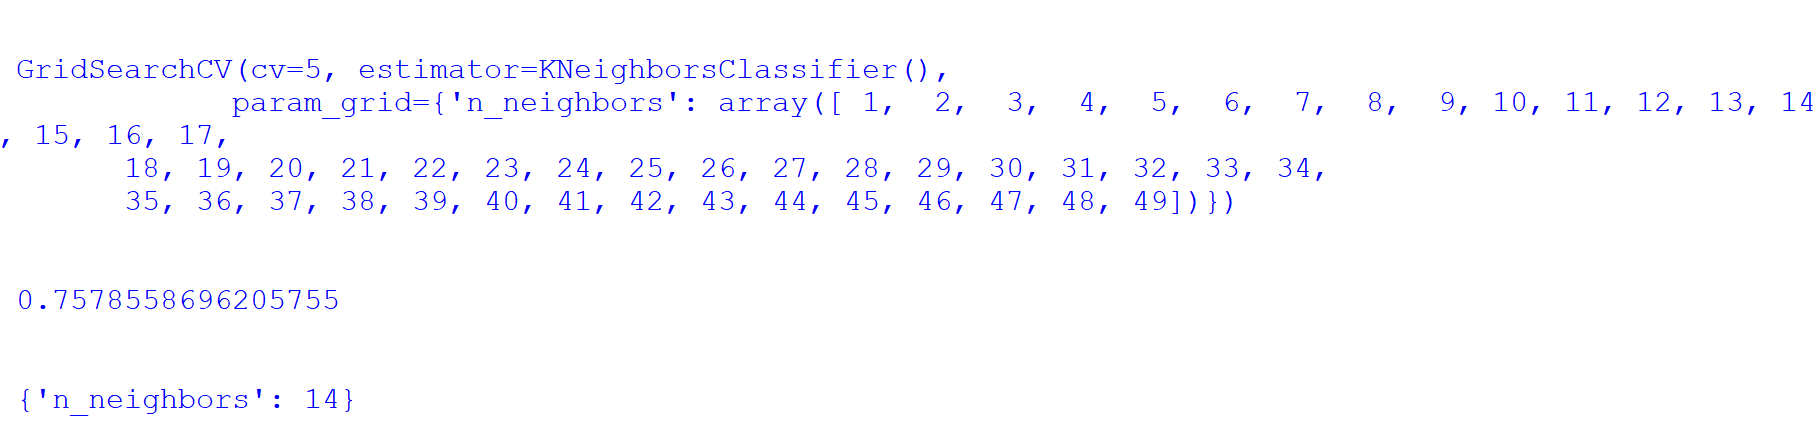 GridSearchCV(cv=5, estimator=KNeighborsClassifier(),
            param_grid={'n_neighbors': array([ 1,  2,  3,  4,  5,  6,  7,  8,  9, 10, 11, 12, 13, 14
, 15, 16, 17,
       18, 19, 20, 21, 22, 23, 24, 25, 26, 27, 28, 29, 30, 31, 32, 33, 34,
       35, 36, 37, 38, 39, 40, 41, 42, 43, 44, 45, 46, 47, 48, 49])})
0.7578558696205755
{'n_neighbors': 14}